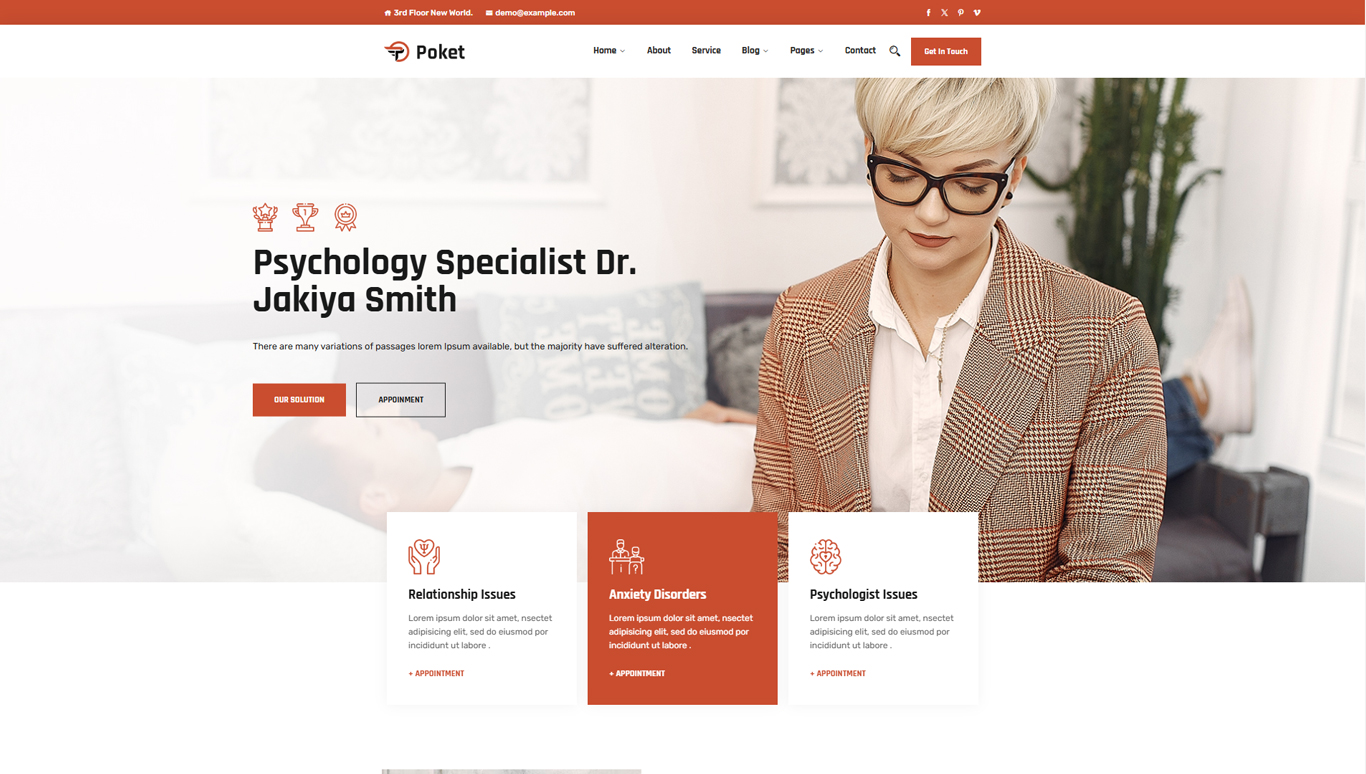 3rd Floor New World. demo@example.com
Poket
Home About Service Blog Pages Contact Get In Touch
1
Psychology Specialist Dr.
Jakiya Smith
There are many variations of passages lorem Ipsum available, but the majority have suffered alteration.
OUR SOLUTION APPOINMENT
Relationship Issues
Lorem ipsum dolor sit amet, nsectet
adipisicing elit, sed do eiusmod por
incididunt ut labore .
+ APPOINTMENT
Anxiety Disorders
Lorem ipsum dolor sit amet, nsectet
adipisicing elit, sed do eiusmod por
incididunt ut labore .
+ APPOINTMENT
Psychologist Issues
Lorem ipsum dolor sit amet, nsectet
adipisicing elit, sed do eiusmod por
incididunt ut labore .
+ APPOINTMENT